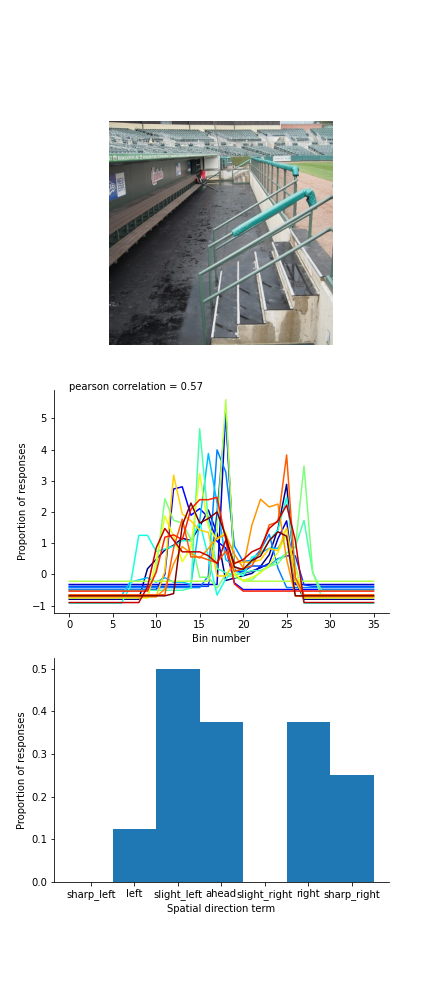 pearson correlation = 0.57
Proportion of responses
5
4
3
2
1
0
−1
0 5 10 15 20 25 30 35
Bin number
Proportion of responses
0.5
0.4
0.3
0.2
0.1
0.0
sharp_left left slight_left ahead slight_right right sharp_right
Spatial direction term